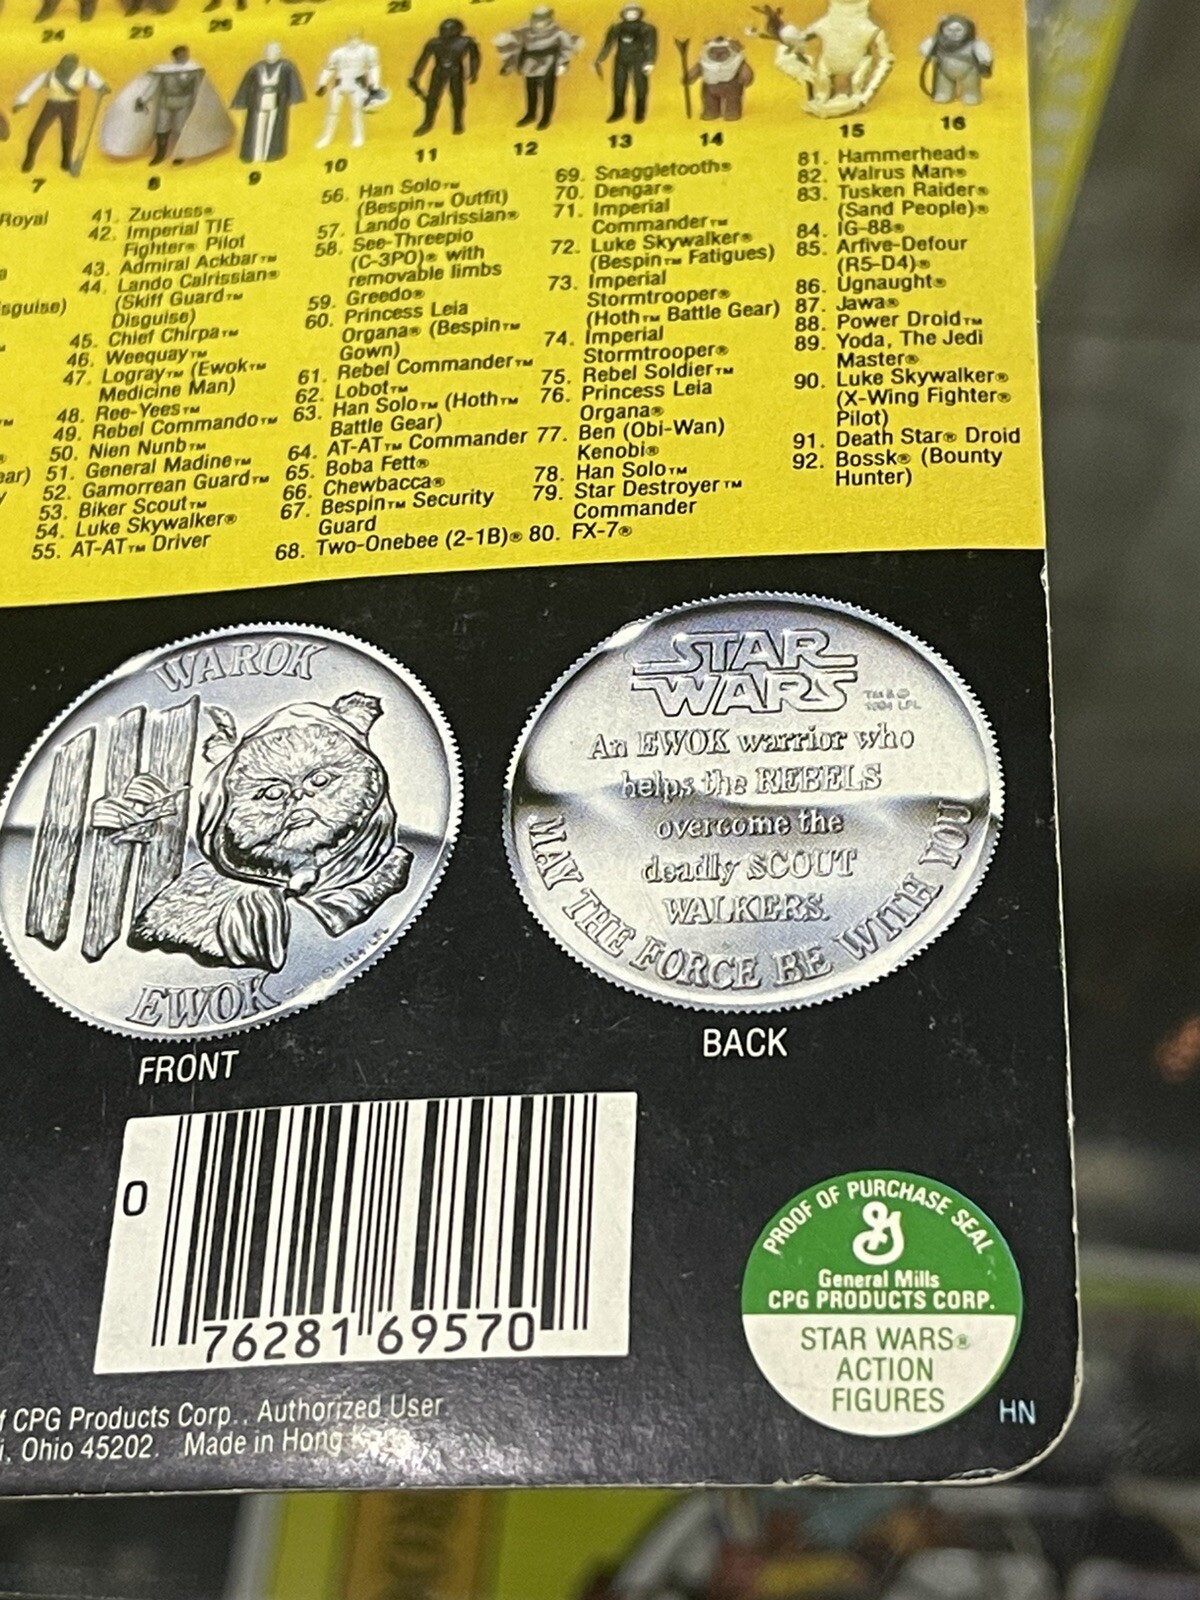 24 25 26 27 28
7 8 9 10 11 12 13 14 15 16
Royal
sguise)
ear)
41. Zuckuss®
42. Imperial TIE
Fighter® Pilot
43. Admiral Ackbar™
44. Lando Calrissian®
(Skiff Guard™
Disguise)
45. Chief Chirpa™
46. Weequay™
47. Logray™ (Ewok™
Medicine Man)
48. Ree-Yees™
49. Rebel Commando™
50. Nien Nunb™
51. General Madine™
52. Gamorrean Guard™
53. Biker Scout™
54. Luke Skywalker®
55. AT-AT™ Driver
56. Han Solo™
(Bespin™ Outfit)
57. Lando Calrissian®
58. See-Threepio
(C-3PO)® with
removable limbs
59. Greedo®
60. Princess Leia
Organa® (Bespin™
Gown)
61. Rebel Commander™
62. Lobot™
63. Han Solo™ (Hoth™
Battle Gear)
64. AT-AT™ Commander
65. Boba Fett®
66. Chewbacca®
67. Bespin™ Security
Guard
68. Two-Onebee (2-1B)®
69. Snaggletooth®
70. Dengar®
71. Imperial
Commander™
72. Luke Skywalker®
(Bespin™ Fatigues)
73. Imperial
Stormtrooper®
(Hoth™ Battle Gear)
74. Imperial
Stormtrooper®
75. Rebel Soldier™
76. Princess Leia
Organa®
77. Ben (Obi-Wan)
Kenobi®
78. Han Solo™
79. Star Destroyer™
Commander
80. FX-7®
81. Hammerhead®
82. Walrus Man®
83. Tusken Raider®
(Sand People)®
84. IG-88®
85. Arfive-Defour
(R5-D4)®
86. Ugnaught®
87. Jawa®
88. Power Droid™
89. Yoda, The Jedi
Master®
90. Luke Skywalker®
(X-Wing Fighter®
Pilot)
91. Death Star® Droid
92. Bossk® (Bounty
Hunter)
WAROK
EWOK
© 1984 LFL
FRONT
STAR
WARS
TM & ©
1984 LFL
An EWOK warrior who
helps the REBELS
overcome the
deadly SCOUT
WALKERS.
MAY THE FORCE BE WITH YOU
BACK
0 76281 69570
PROOF OF PURCHASE SEAL
G
General Mills
CPG PRODUCTS CORP.
STAR WARS®
ACTION
FIGURES
HN
f CPG Products Corp., Authorized User.
i, Ohio 45202. Made in Hong